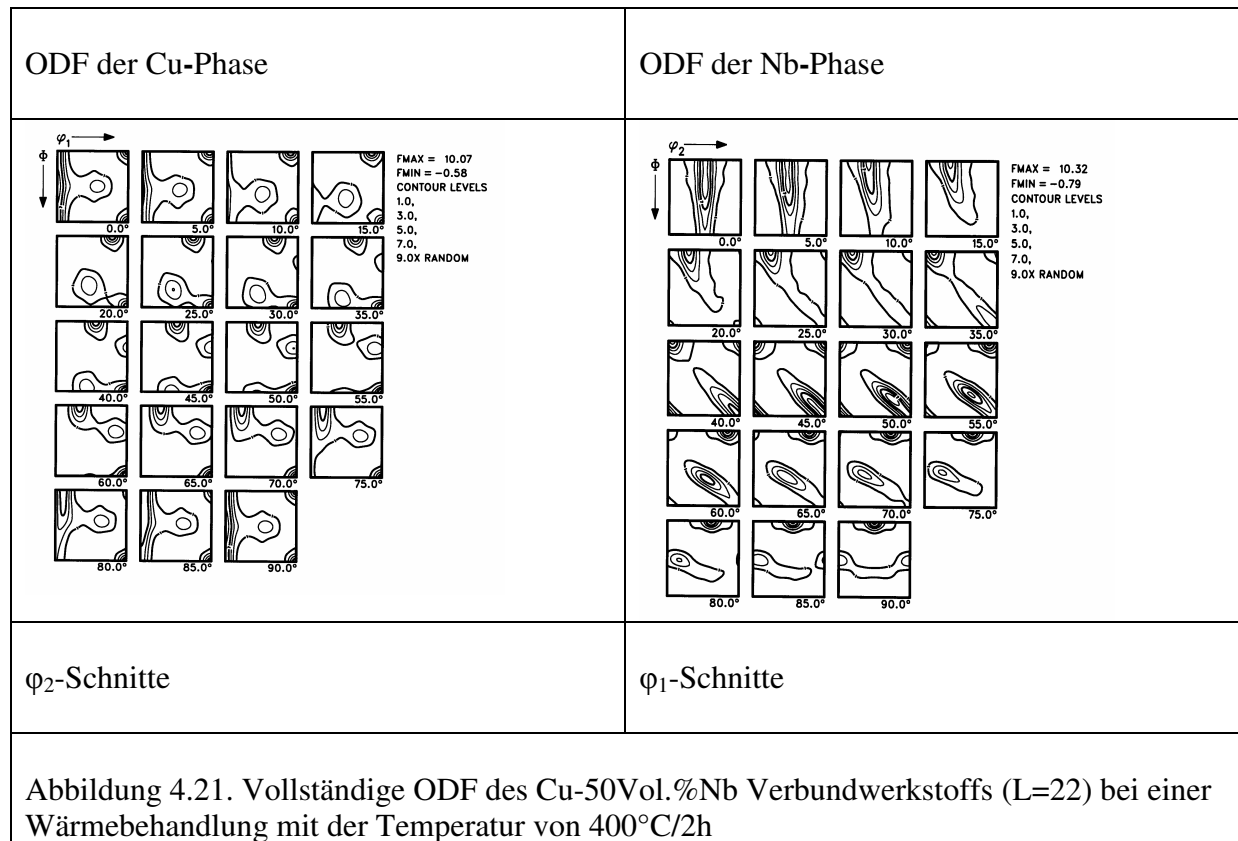 ODF der Cu-Phase
ODF der Nb-Phase
φ1
Φ
FMAX = 10.07
FMIN = -0.58
CONTOUR LEVELS
1.0,
3.0,
5.0,
7.0,
9.0X RANDOM
0.0° 5.0° 10.0° 15.0°
20.0° 25.0° 30.0° 35.0°
40.0° 45.0° 50.0° 55.0°
60.0° 65.0° 70.0° 75.0°
80.0° 85.0° 90.0°
φ2
Φ
FMAX = 10.32
FMIN = -0.79
CONTOUR LEVELS
1.0,
3.0,
5.0,
7.0,
9.0X RANDOM
0.0° 5.0° 10.0° 15.0°
20.0° 25.0° 30.0° 35.0°
40.0° 45.0° 50.0° 55.0°
60.0° 65.0° 70.0° 75.0°
80.0° 85.0° 90.0°
φ2-Schnitte
φ1-Schnitte
Abbildung 4.21. Vollständige ODF des Cu-50Vol.%Nb Verbundwerkstoffs (L=22) bei einer
Wärmebehandlung mit der Temperatur von 400°C/2h